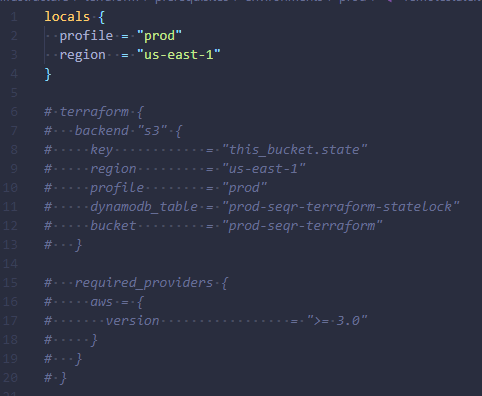 1 locals {
2   profile = "prod"
3   region  = "us-east-1"
4 }
5
6 # terraform {
7 #   backend "s3" {
8 #     key            = "this_bucket.state"
9 #     region         = "us-east-1"
10 #     profile        = "prod"
11 #     dynamodb_table = "prod-seqr-terraform-statelock"
12 #     bucket         = "prod-seqr-terraform"
13 #   }
14
15 #   required_providers {
16 #     aws = {
17 #       version                 = ">= 3.0"
18 #     }
19 #   }
20 # }